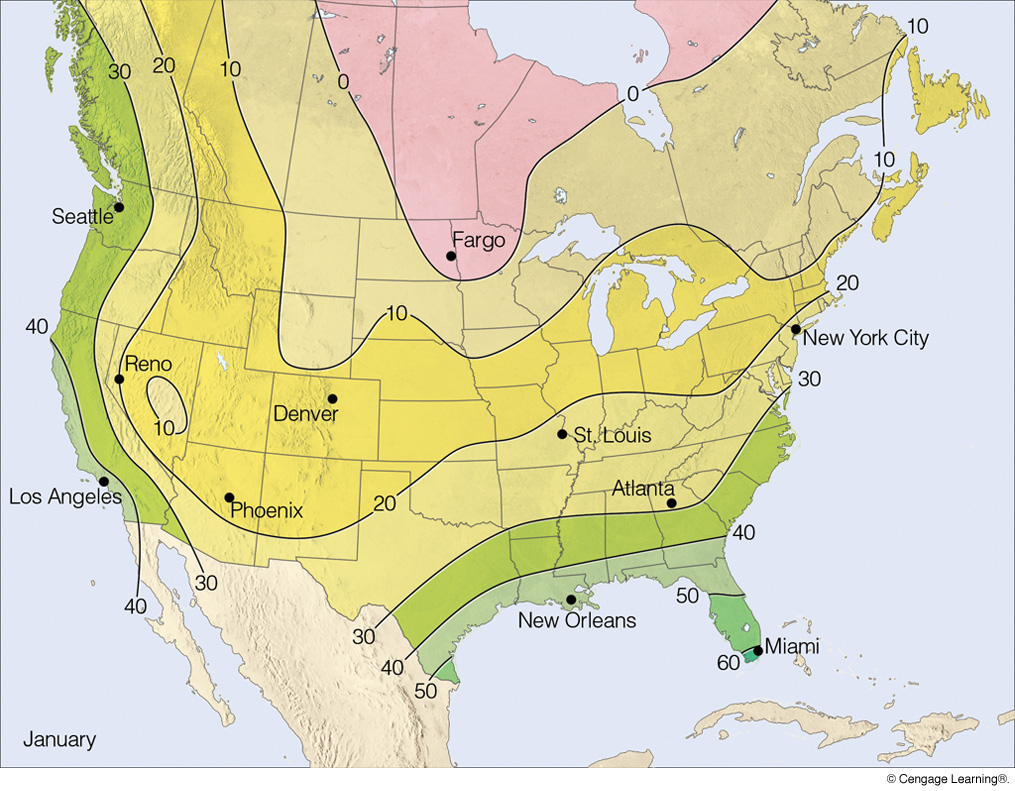 10
30
20
10
0
0
10
Seattle
Fargo
20
10
40
New York City
Reno
30
Denver
10
St. Louis
Atlanta
Los Angeles
20
Phoenix
40
30
50
40
New Orleans
30
Miami
40
60
50
January
© Cengage Learning®.